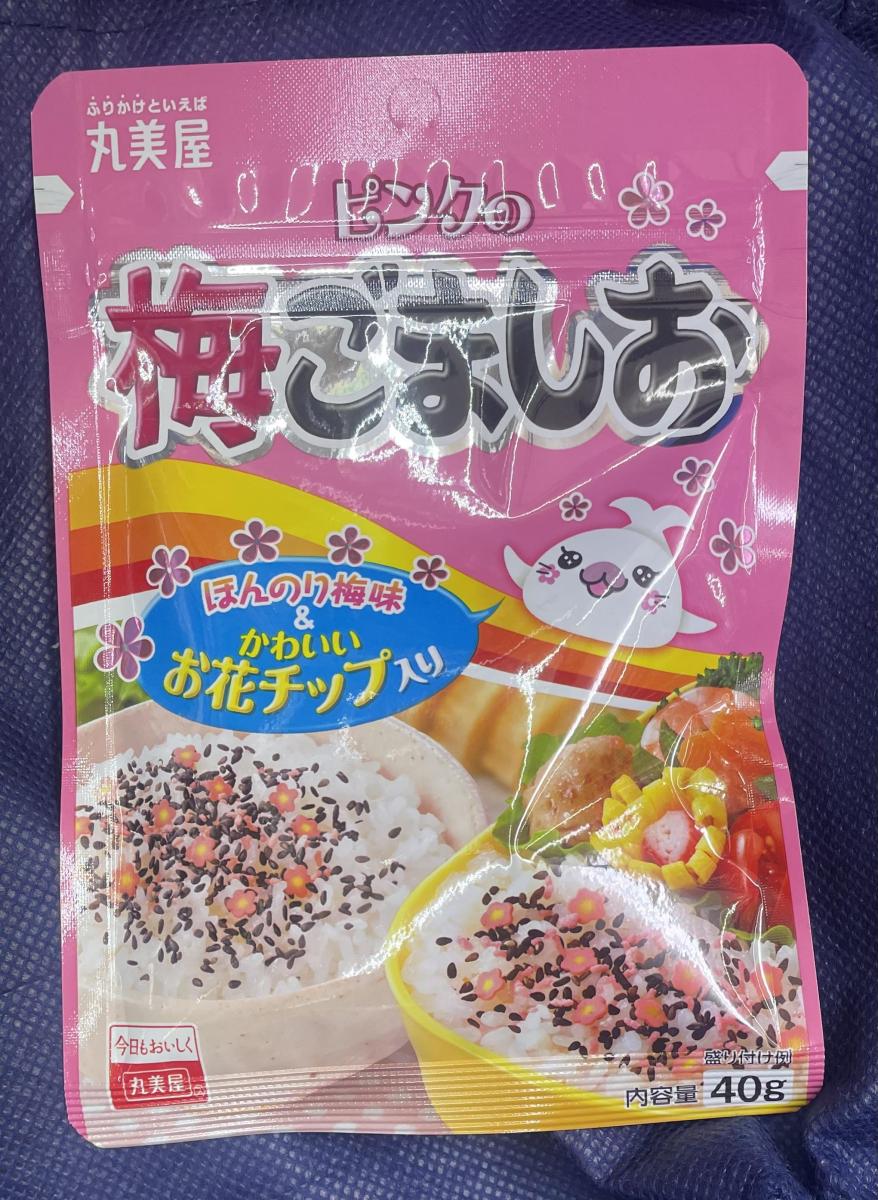 ふりかけといえば
丸美屋
ピンクの
梅ごましお
ほんのり梅味
&
かわいい
お花チップ入り
今日もおいしく
丸美屋
盛り付け例
内容量 40g